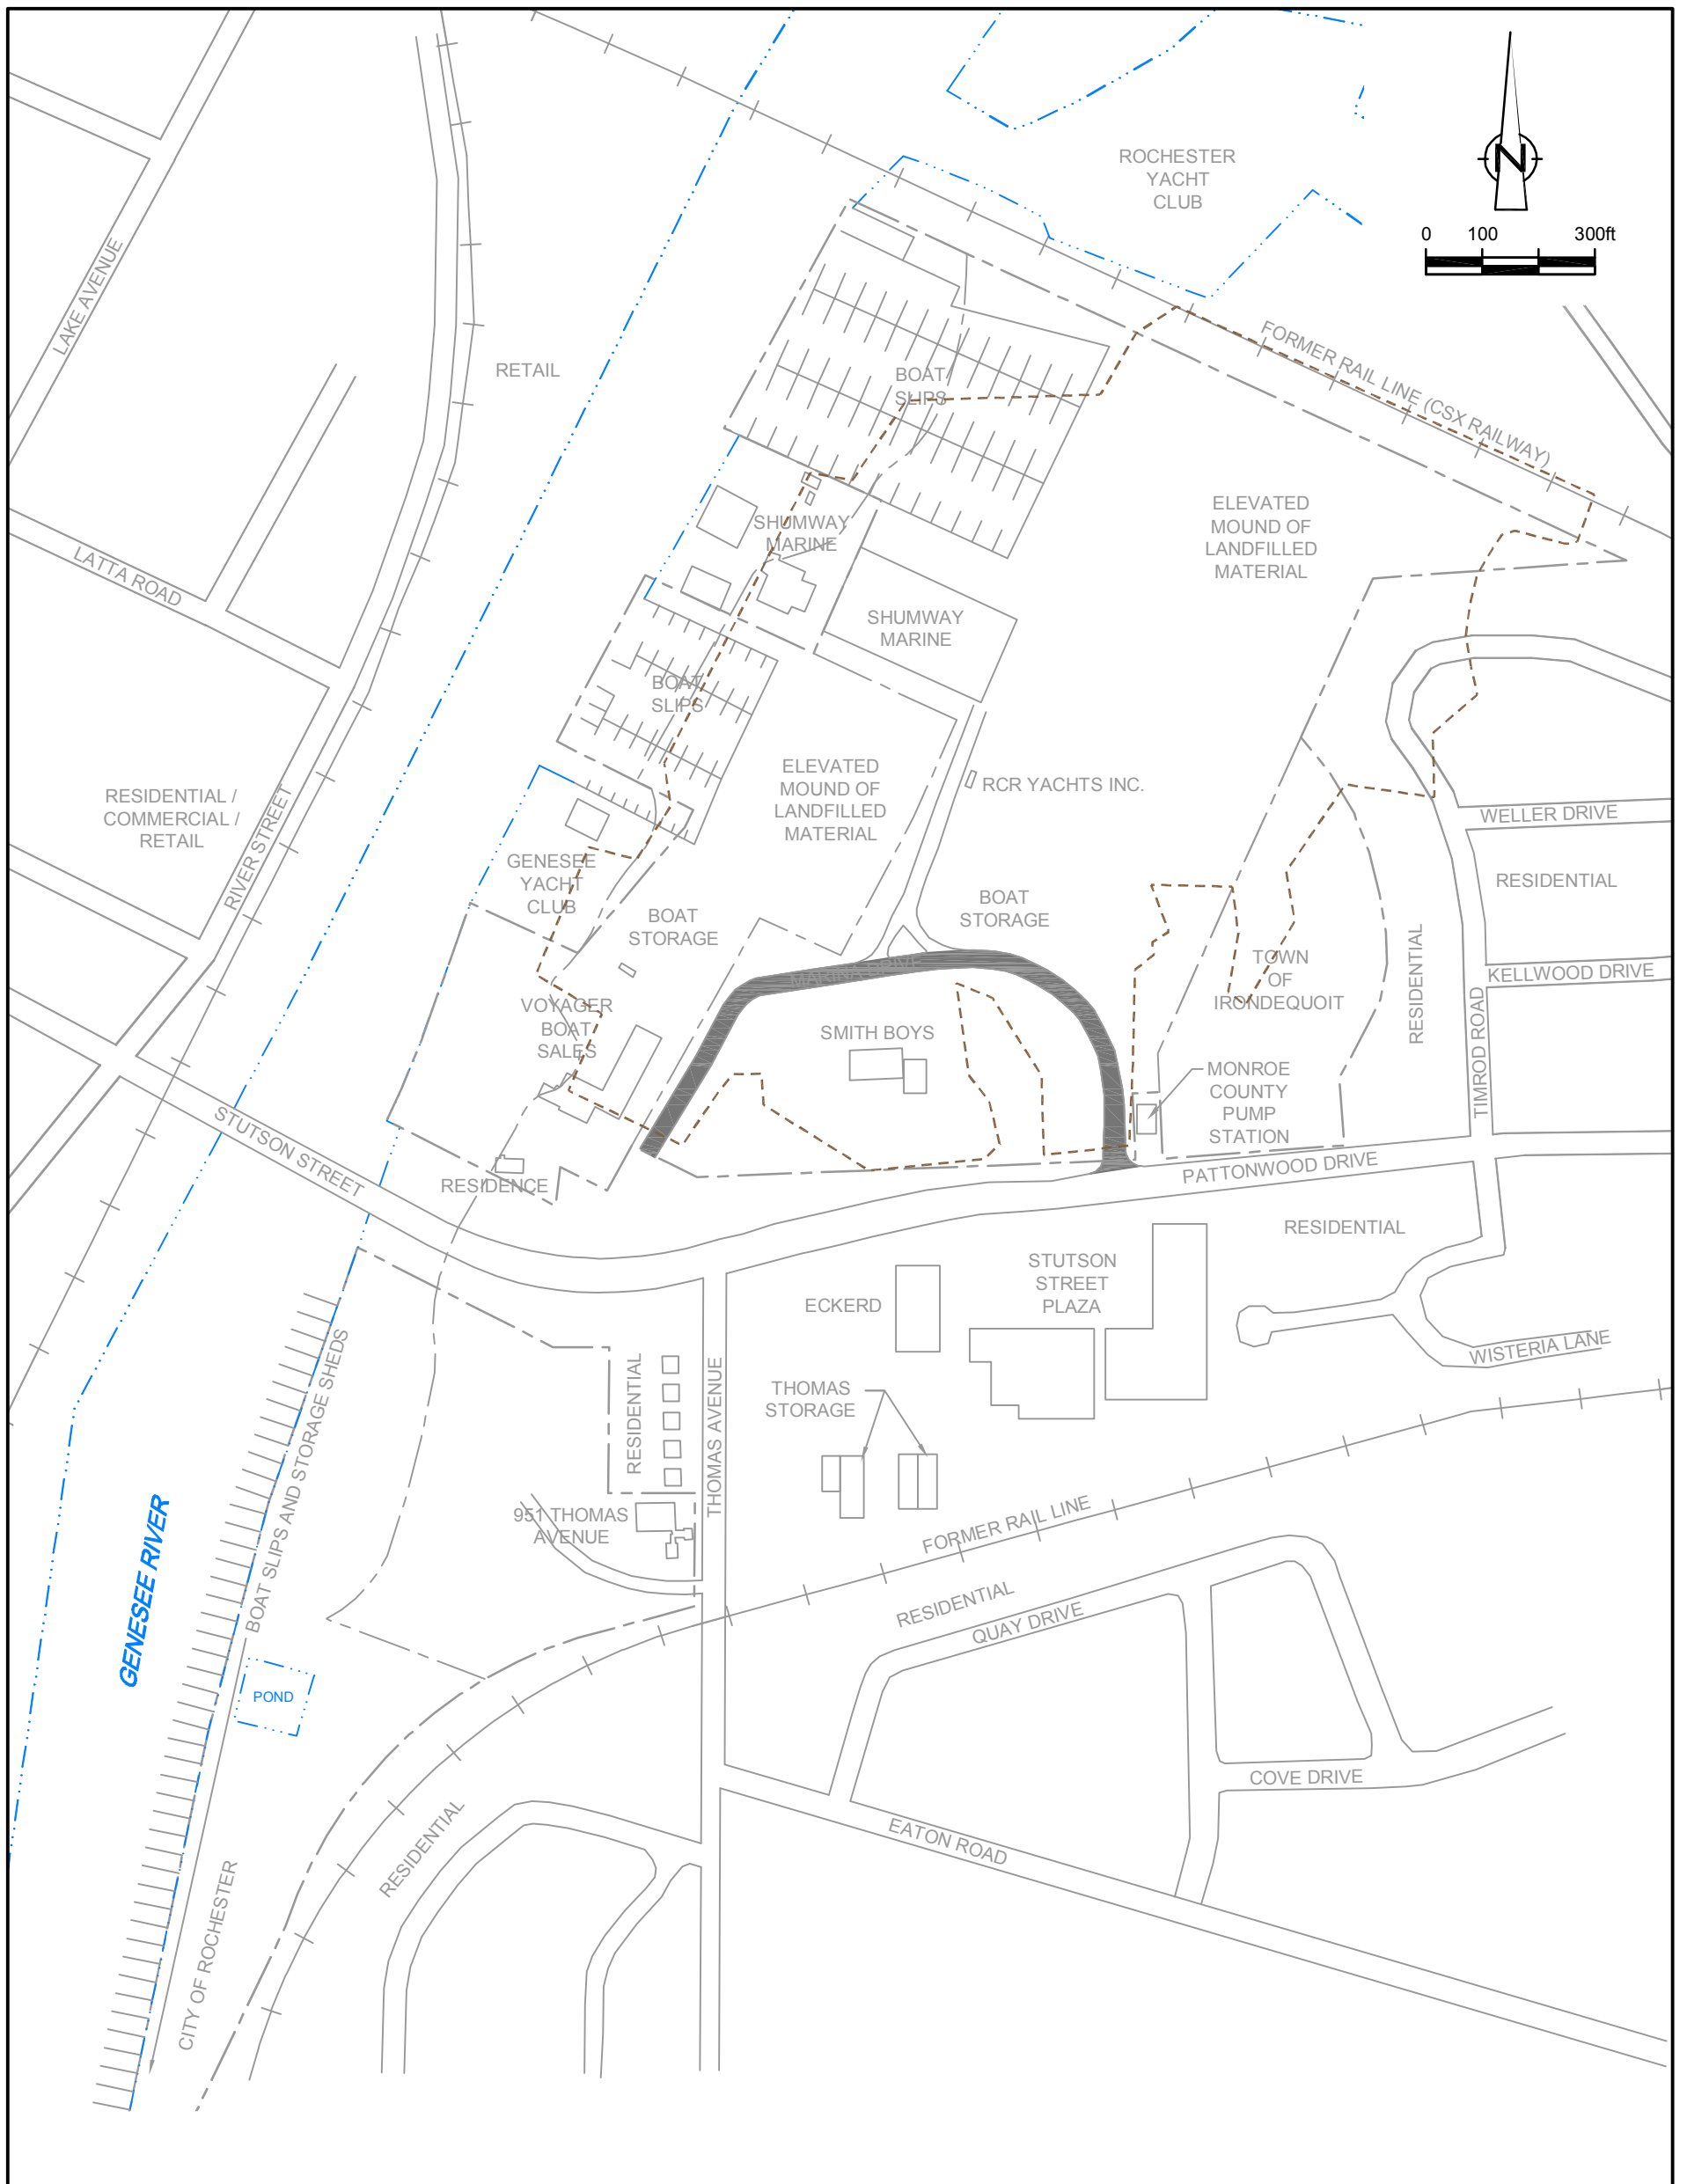 ROCHESTER
YACHT
CLUB
N
0 100 300ft
LAKE AVENUE
RETAIL
FORMER RAIL LINE (CSX RAILWAY)
BOAT
SLIPS
ELEVATED
MOUND OF
LANDFILLED
MATERIAL
SHUMWAY
MARINE
LATTA ROAD
SHUMWAY
MARINE
BOAT
SLIPS
ELEVATED
MOUND OF
LANDFILLED
MATERIAL
RCR YACHTS INC.
RESIDENTIAL /
COMMERCIAL /
RETAIL
RIVER STREET
WELLER DRIVE
RESIDENTIAL
GENESEE
YACHT
CLUB
BOAT
STORAGE
BOAT
STORAGE
RESIDENTIAL
TOWN
OF
IRONDEQUOIT
KELLWOOD DRIVE
MARINA DRIVE
VOYAGER
BOAT
SALES
SMITH BOYS
TIMROD ROAD
MONROE
COUNTY
PUMP
STATION
STUTSON STREET
RESIDENCE
PATTONWOOD DRIVE
RESIDENTIAL
STUTSON
STREET
PLAZA
ECKERD
WISTERIA LANE
BOAT SLIPS AND STORAGE SHEDS
RESIDENTIAL
THOMAS AVENUE
THOMAS
STORAGE
951 THOMAS
AVENUE
FORMER RAIL LINE
GENESEE RIVER
RESIDENTIAL
QUAY DRIVE
POND
COVE DRIVE
RESIDENTIAL
EATON ROAD
CITY OF ROCHESTER